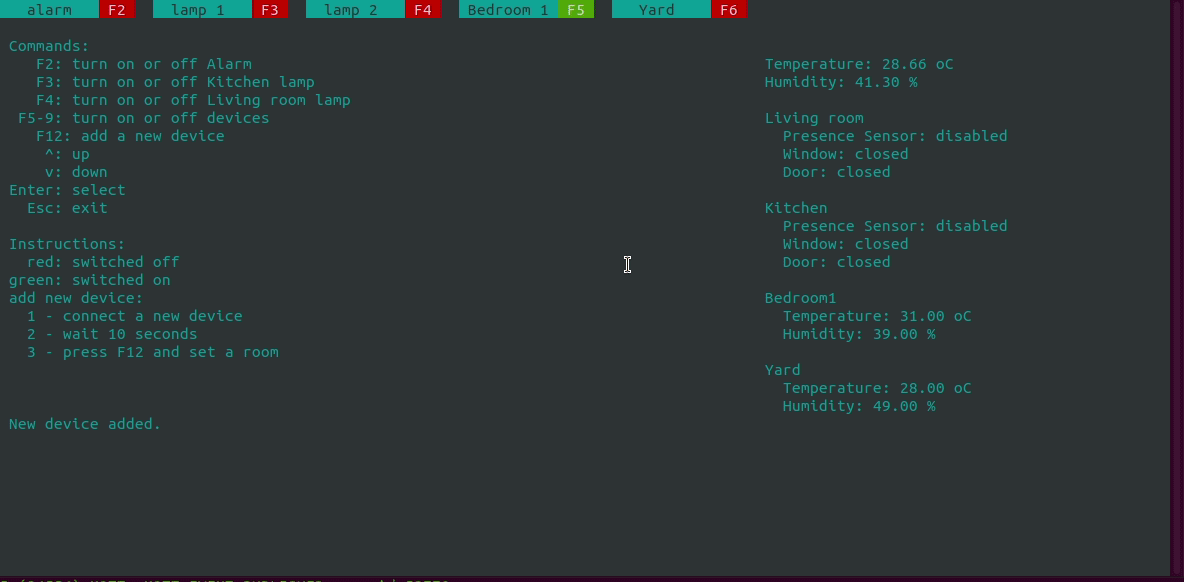 alarm F2 lamp 1 F3 lamp 2 F4 Bedroom 1 F5 Yard F6
Commands:
F2: turn on or off Alarm
F3: turn on or off Kitchen lamp
F4: turn on or off Living room lamp
F5-9: turn on or off devices
F12: add a new device
^: up
v: down
Enter: select
Esc: exit
Instructions:
red: switched off
green: switched on
add new device:
1 - connect a new device
2 - wait 10 seconds
3 - press F12 and set a room
New device added.
Temperature: 28.66 oC
Humidity: 41.30 %
Living room
Presence Sensor: disabled
Window: closed
Door: closed
Kitchen
Presence Sensor: disabled
Window: closed
Door: closed
Bedroom1
Temperature: 31.00 oC
Humidity: 39.00 %
Yard
Temperature: 28.00 oC
Humidity: 49.00 %